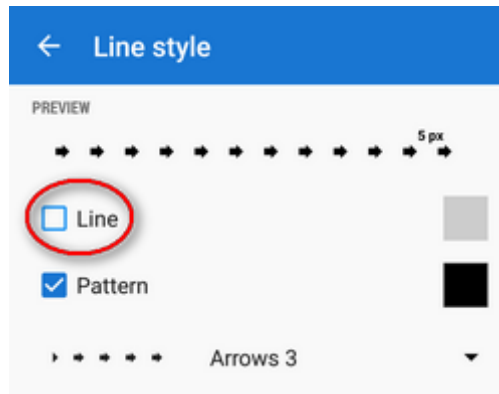 Line style
PREVIEW
5 px
Line
Pattern
Arrows 3